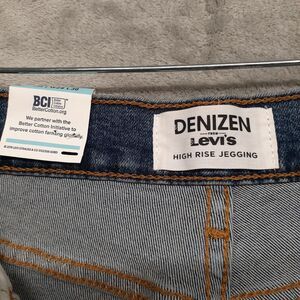 BCI
BetterCotton.org
We partner with the
Better Cotton Initiative to
improve cotton farming globally.
DENIZEN
FROM
Levi's
HIGH RISE JEGGING